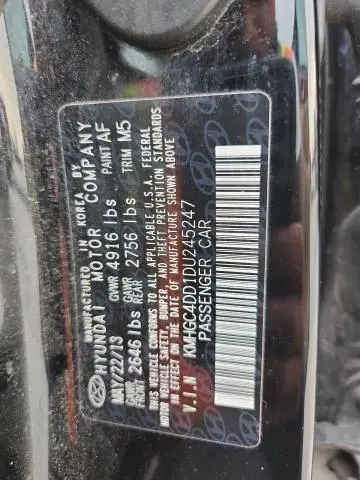 MANUFACTURED IN KOREA BY
HYUNDAI MOTOR COMPANY
MAY/22/13 GVWR 4916 lbs PAINT AF
GAWR FRONT 2646 lbs GAWR REAR 2756 lbs TRIM M5
THIS VEHICLE CONFORMS TO ALL APPLICABLE U.S.A. FEDERAL
MOTOR VEHICLE SAFETY, BUMPER, AND THEFT PREVENTION STANDARDS
IN EFFECT ON THE DATE OF MANUFACTURE SHOWN ABOVE
V.I.N KMHGC4DD1DU245247
PASSENGER CAR